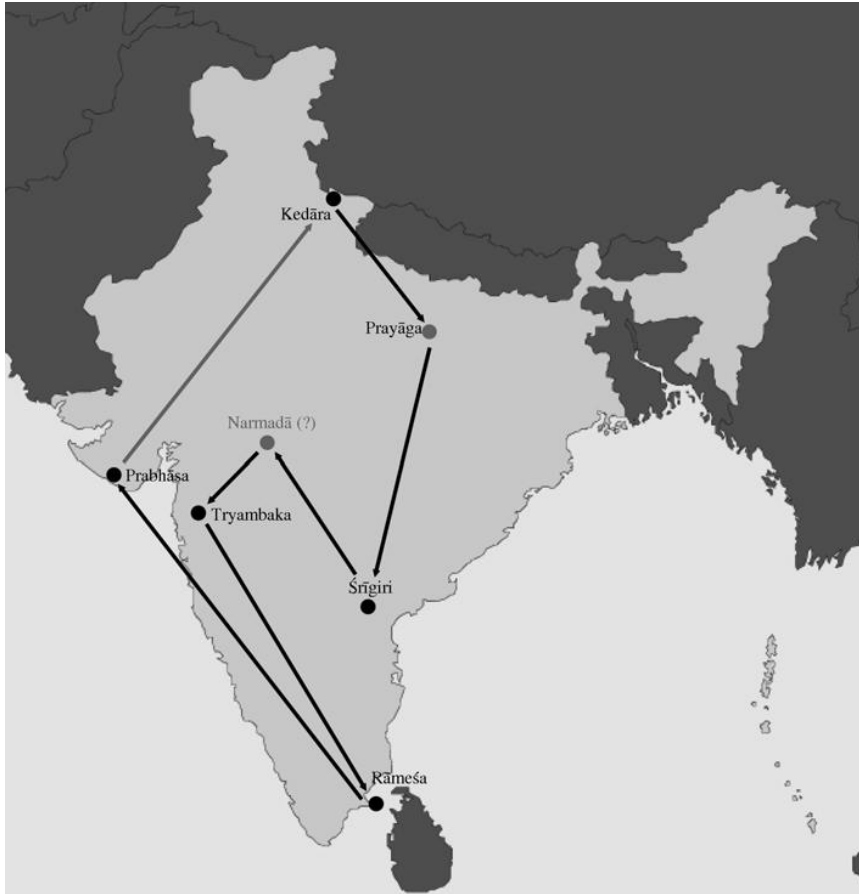 Kedāra
Prayāga
Narmadā (?)
Prabhāsa
Tryambaka
Śrīgiri
Rāmeśa